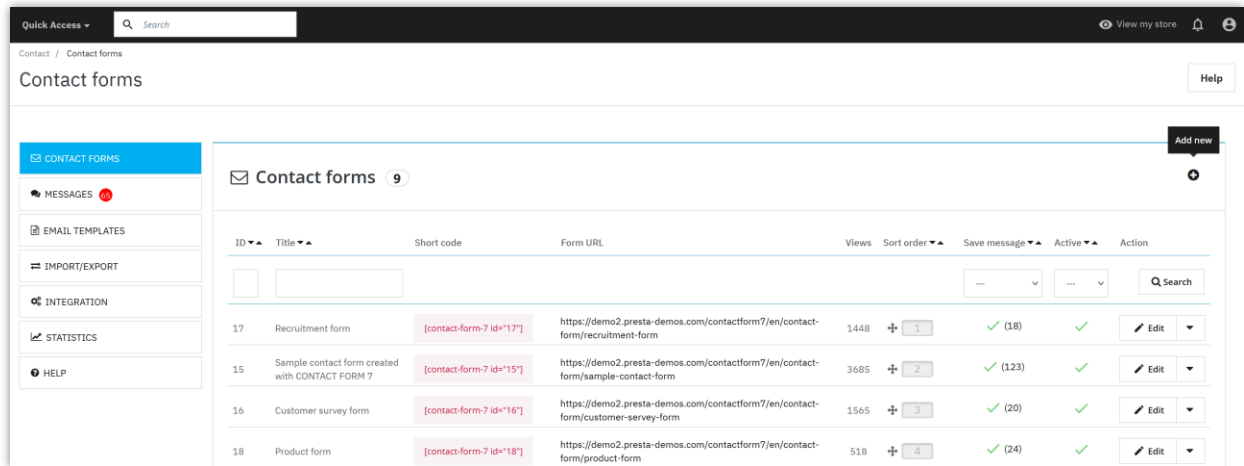 Quick Access
Search
View my store
Contact / Contact forms
Contact forms
Help
Add new
CONTACT FORMS
MESSAGES 65
EMAIL TEMPLATES
IMPORT/EXPORT
INTEGRATION
STATISTICS
HELP
Contact forms 9
ID Title Short code Form URL Views Sort order Save message Active Action
--- --- Search
17 Recruitment form [contact-form-7 id="17"] https://demo2.presta-demos.com/contactform7/en/contact-
form/recruitment-form 1448 1 (18) Edit
15 Sample contact form created
with CONTACT FORM 7 [contact-form-7 id="15"] https://demo2.presta-demos.com/contactform7/en/contact-
form/sample-contact-form 3685 2 (123) Edit
16 Customer survey form [contact-form-7 id="16"] https://demo2.presta-demos.com/contactform7/en/contact-
form/customer-servey-form 1565 3 (20) Edit
18 Product form [contact-form-7 id="18"] https://demo2.presta-demos.com/contactform7/en/contact-
form/product-form 518 4 (24) Edit